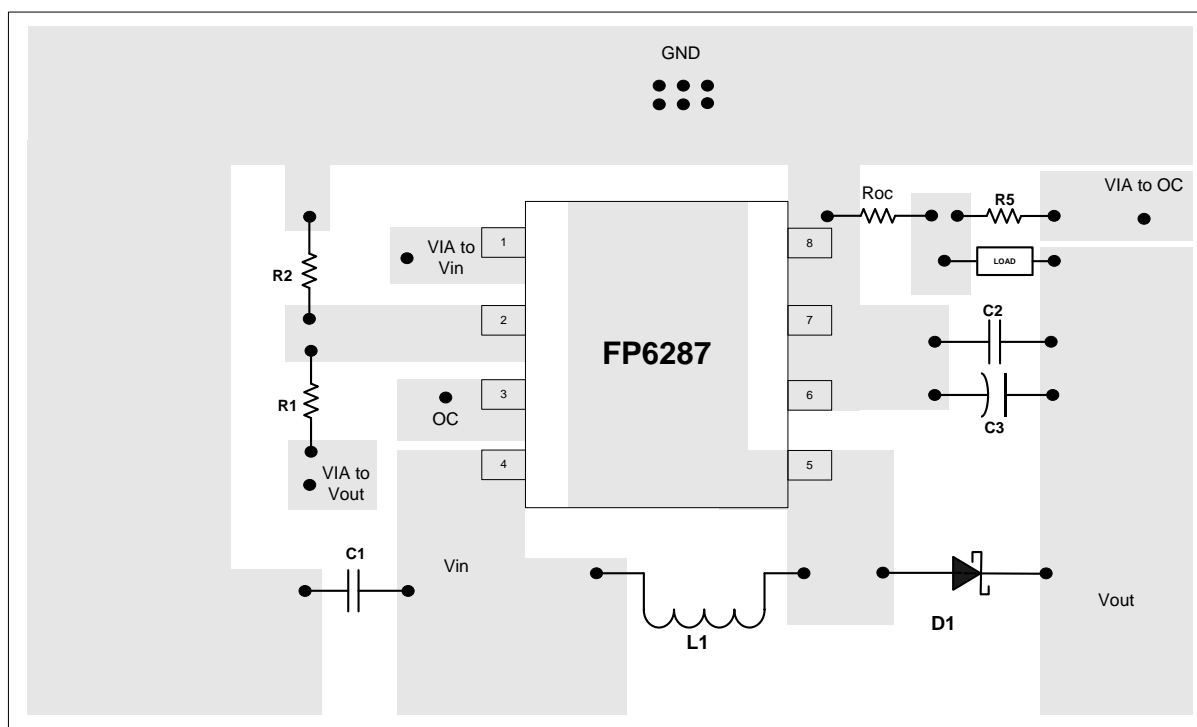 GND
VIA to OC
Roc
R5
VIA to
Vin
1
8
R2
LOAD
2
7
C2
FP6287
3
6
R1
OC
C3
4
5
VIA to
Vout
C1
Vin
Vout
D1
L1